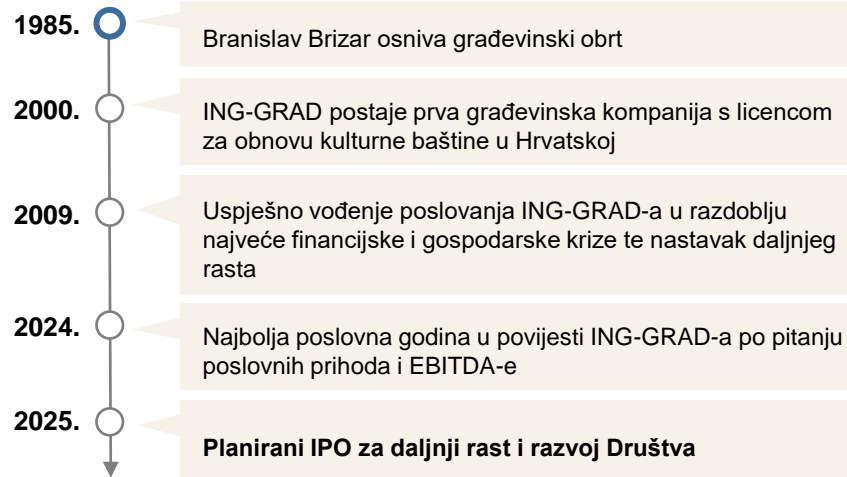 1985.
Branislav Brizar osniva građevinski obrt
2000.
ING-GRAD postaje prva građevinska kompanija s licencom
za obnovu kulturne baštine u Hrvatskoj
2009.
Uspješno vođenje poslovanja ING-GRAD-a u razdoblju
najveće financijske i gospodarske krize te nastavak daljnjeg
rasta
2024.
Najbolja poslovna godina u povijesti ING-GRAD-a po pitanju
poslovnih prihoda i EBITDA-e
2025.
Planirani IPO za daljnji rast i razvoj Društva